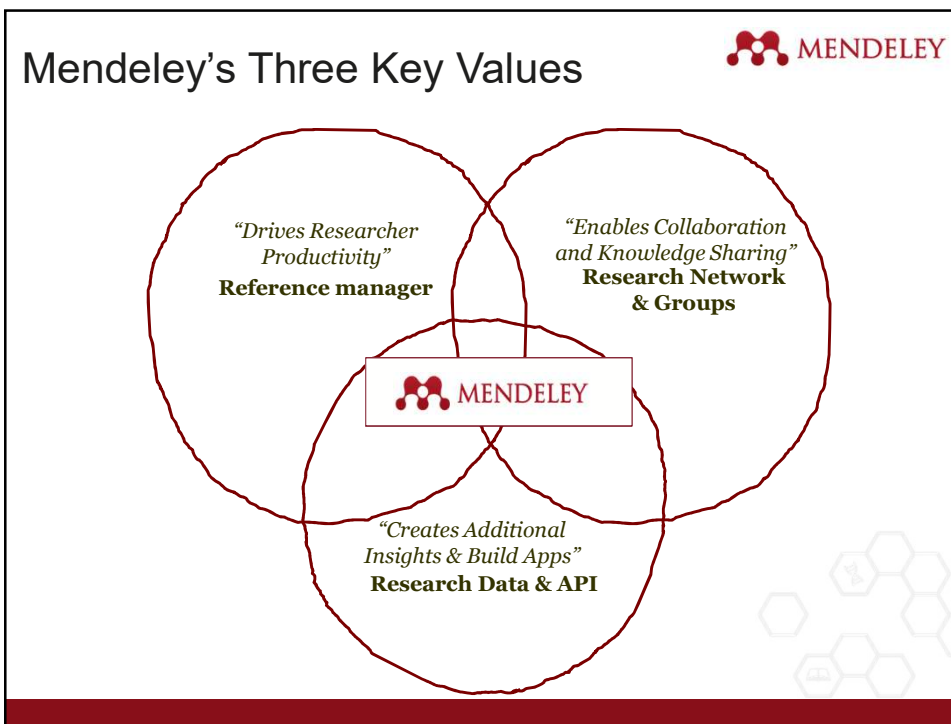 Mendeley’s Three Key Values
MENDELEY
“Drives Researcher
Productivity”
Reference manager
“Enables Collaboration
and Knowledge Sharing”
Research Network
& Groups
MENDELEY
“Creates Additional
Insights & Build Apps”
Research Data & API